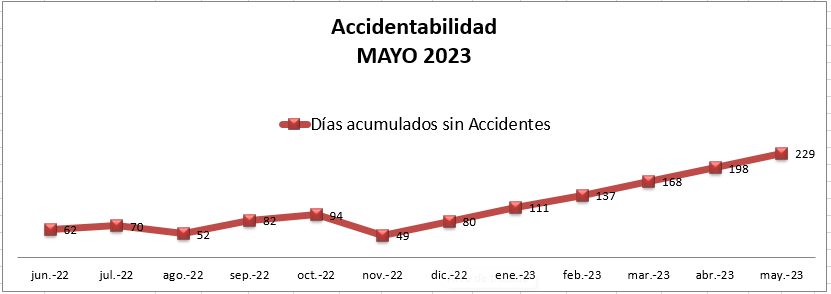 Accidentabilidad
MAYO 2023
Días acumulados sin Accidentes
62 70 52 82 94 49 80 111 137 168 198 229
jun.-22 jul.-22 ago.-22 sep.-22 oct.-22 nov.-22 dic.-22 ene.-23 feb.-23 mar.-23 abr.-23 may.-23